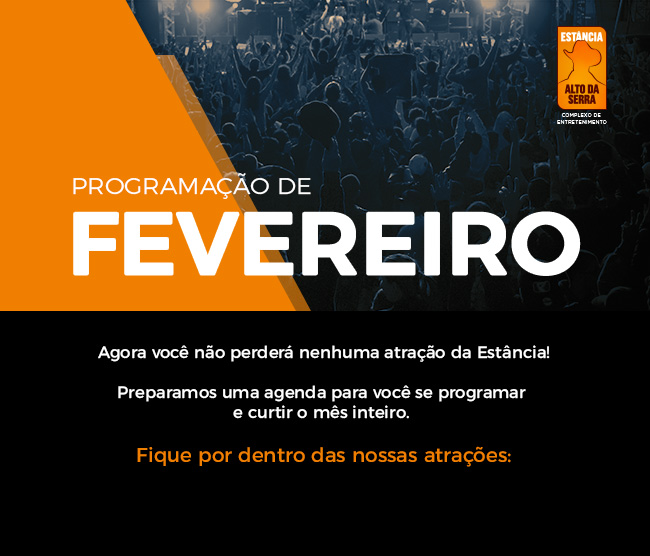 ESTÂNCIA
ALTO DA
SERRA
COMPLEXO DE
ENTRETENIMENTO
PROGRAMAÇÃO DE
FEVEREIRO
Agora você não perderá nenhuma atração da Estância!
Preparamos uma agenda para você se programar
e curtir o mês inteiro.
Fique por dentro das nossas atrações: